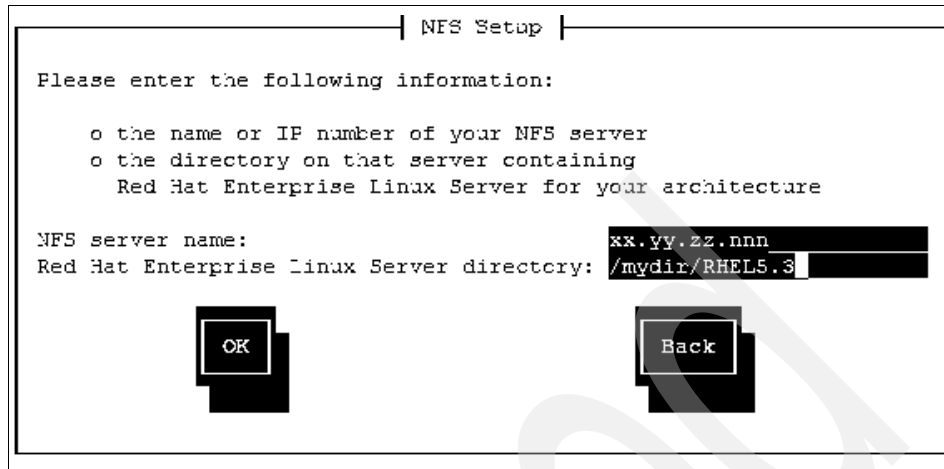 NFS Setup
Please enter the following information:
o the name or IP number of your NFS server
o the directory on that server containing
Red Hat Enterprise Linux Server for your architecture
NFS server name: xx.yy.zz.nnn
Red Hat Enterprise Linux Server directory: /mydir/RHEL5.3
OK Back